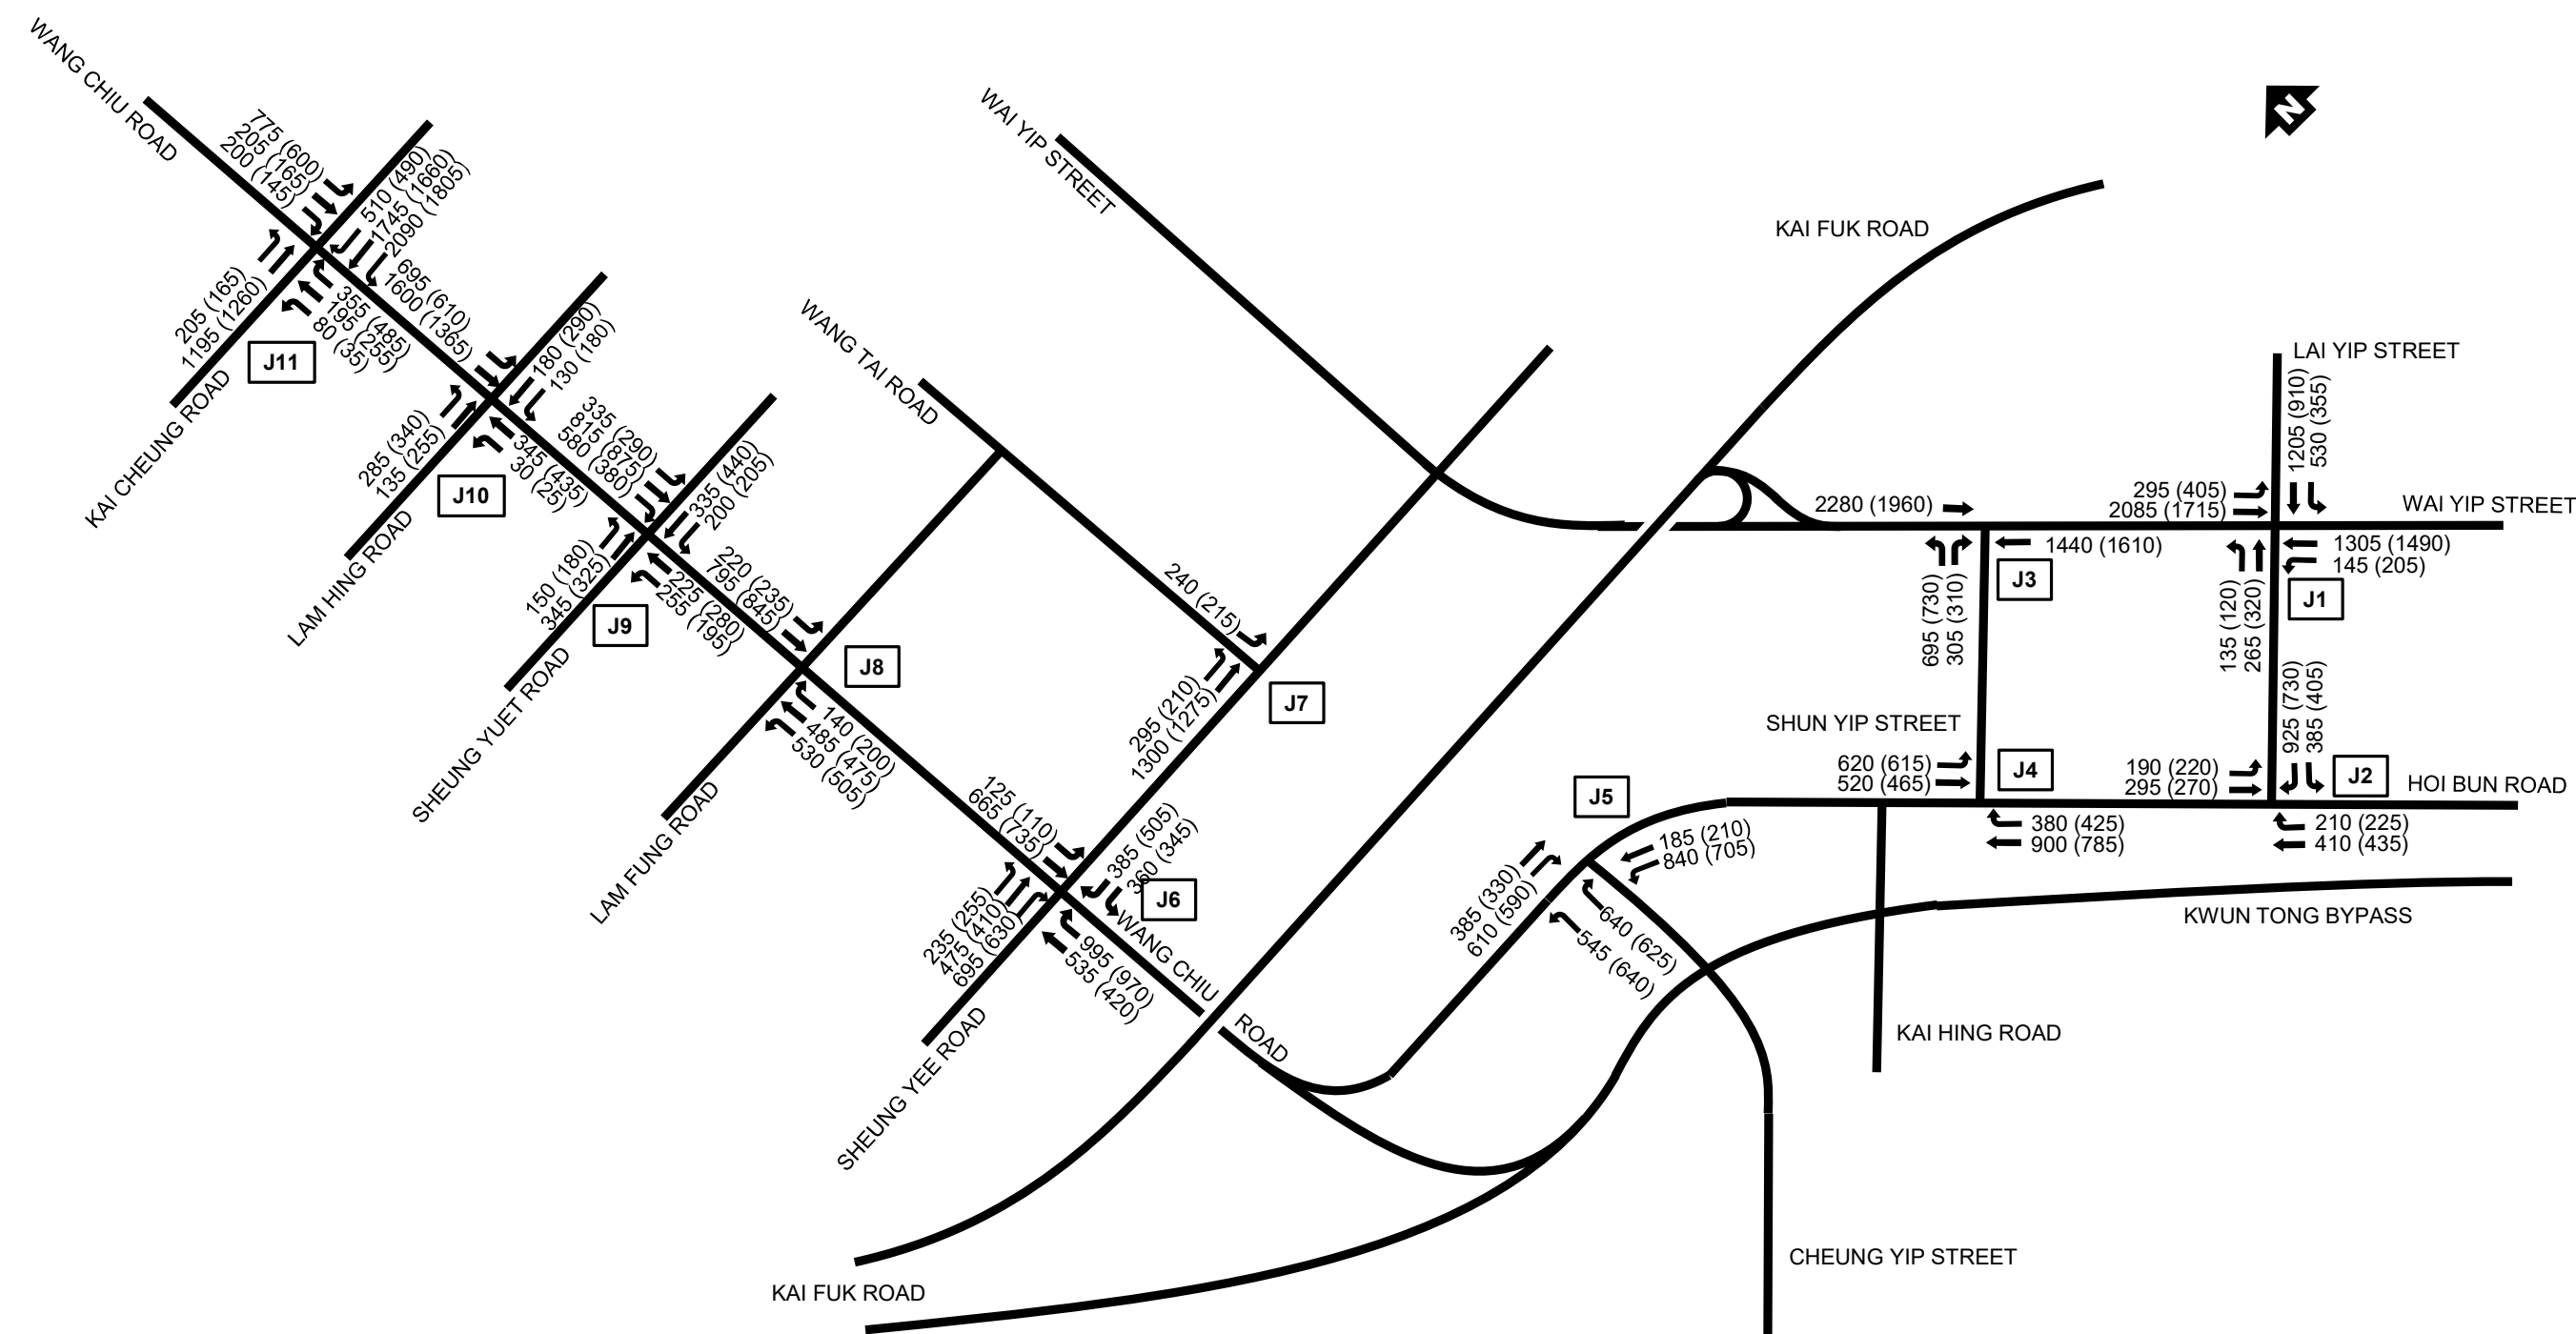 WANG CHIU ROAD
775 (600)
205 (165)
200 (145)
510 (490)
1745 (1660)
2090 (1805)
205 (165)
1195 (1260)
355 (485)
195 (255)
80 (35)
J11
KAI CHEUNG ROAD
695 (610)
1600 (1365)
180 (290)
130 (180)
285 (340)
135 (255)
345 (435)
30 (25)
J10
LAM HING ROAD
335 (290)
815 (875)
580 (380)
335 (440)
200 (205)
150 (180)
345 (325)
225 (280)
255 (195)
J9
SHEUNG YUET ROAD
220 (235)
795 (845)
140 (200)
485 (475)
530 (505)
J8
LAM FUNG ROAD
WANG TAI ROAD
240 (215)
295 (210)
1300 (1275)
J7
125 (110)
665 (735)
385 (505)
360 (345)
235 (255)
475 (410)
695 (630)
995 (970)
535 (420)
J6
SHEUNG YEE ROAD
WANG CHIU
ROAD
KAI FUK ROAD
WAI YIP STREET
KAI FUK ROAD
N
2280 (1960)
1440 (1610)
695 (730)
305 (310)
J3
LAI YIP STREET
1205 (910)
530 (355)
295 (405)
2085 (1715)
WAI YIP STREET
1305 (1490)
145 (205)
135 (120)
265 (320)
J1
SHUN YIP STREET
620 (615)
520 (465)
J4
380 (425)
900 (785)
925 (730)
385 (405)
190 (220)
295 (270)
J2
HOI BUN ROAD
210 (225)
410 (435)
J5
185 (210)
840 (705)
385 (330)
610 (590)
640 (625)
545 (640)
KWUN TONG BYPASS
KAI HING ROAD
CHEUNG YIP STREET